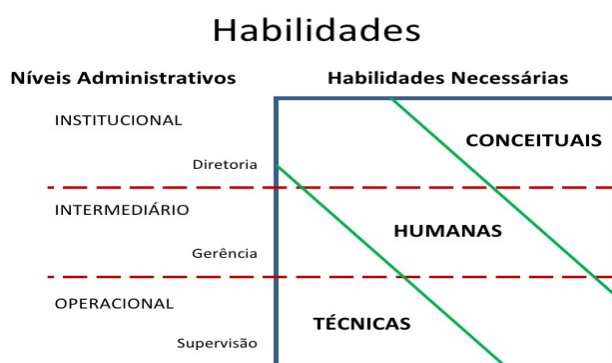 Habilidades
Níveis Administrativos
Habilidades Necessárias
INSTITUCIONAL
CONCEITUAIS
Diretoria
INTERMEDIÁRIO
HUMANAS
Gerência
OPERACIONAL
TÉCNICAS
Supervisão